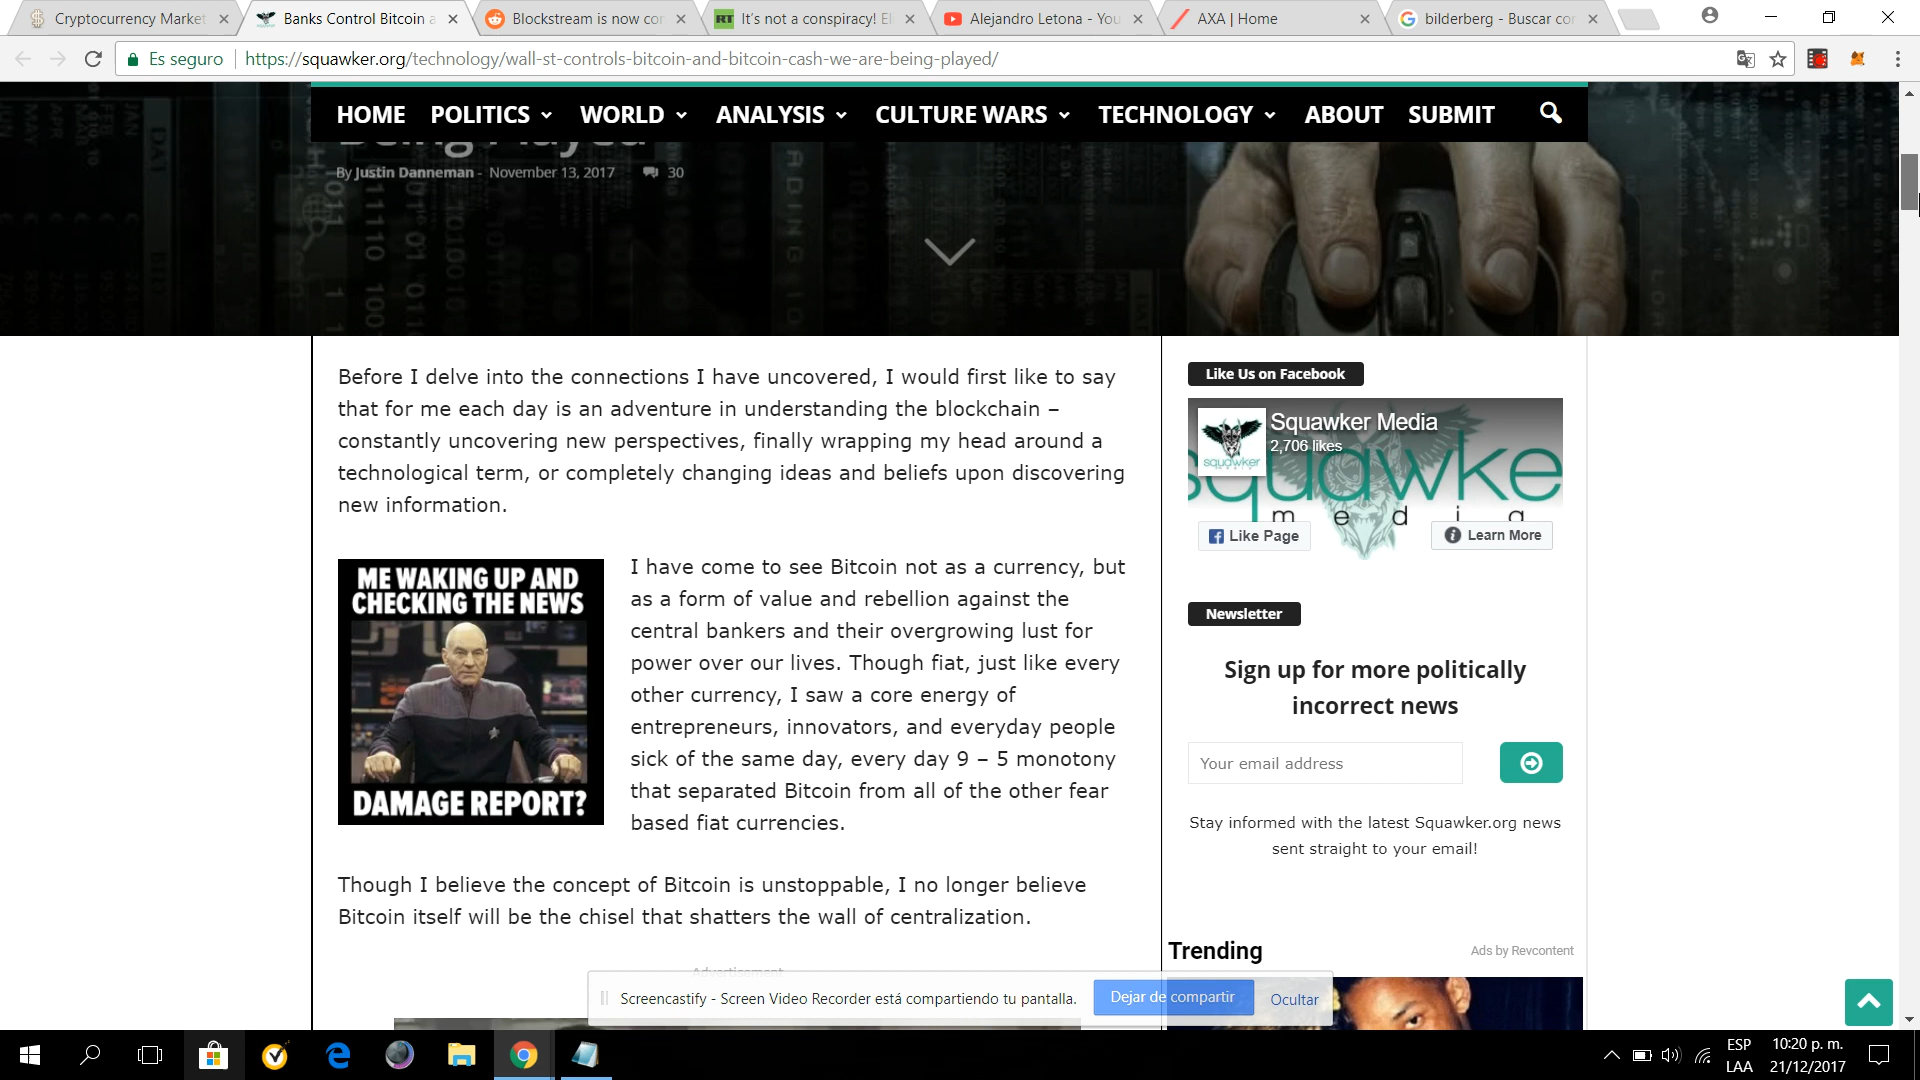 Cryptocurrency Market
Banks Control Bitcoin a
Blockstream is now con
It's not a conspiracy! El
Alejandro Letona - You
AXA | Home
bilderberg - Buscar con
Es seguro
https://squawker.org/technology/wall-st-controls-bitcoin-and-bitcoin-cash-we-are-being-played/
HOME POLITICS WORLD ANALYSIS CULTURE WARS TECHNOLOGY ABOUT SUBMIT
Being Played
By Justin Danneman - November 13, 2017 30
Before I delve into the connections I have uncovered, I would first like to say
that for me each day is an adventure in understanding the blockchain –
constantly uncovering new perspectives, finally wrapping my head around a
technological term, or completely changing ideas and beliefs upon discovering
new information.
ME WAKING UP AND
CHECKING THE NEWS
DAMAGE REPORT?
I have come to see Bitcoin not as a currency, but
as a form of value and rebellion against the
central bankers and their overgrowing lust for
power over our lives. Though fiat, just like every
other currency, I saw a core energy of
entrepreneurs, innovators, and everyday people
sick of the same day, every day 9 – 5 monotony
that separated Bitcoin from all of the other fear
based fiat currencies.
Though I believe the concept of Bitcoin is unstoppable, I no longer believe
Bitcoin itself will be the chisel that shatters the wall of centralization.
Advertisement
Like Us on Facebook
Squawker Media
2,706 likes
squawker
squawke
media
Like Page
Learn More
Newsletter
Sign up for more politically
incorrect news
Your email address
Stay informed with the latest Squawker.org news
sent straight to your email!
Trending
Ads by Revcontent
Screencastify - Screen Video Recorder está compartiendo tu pantalla.
Dejar de compartir
Ocultar
ESP
LAA
10:20 p. m.
21/12/2017